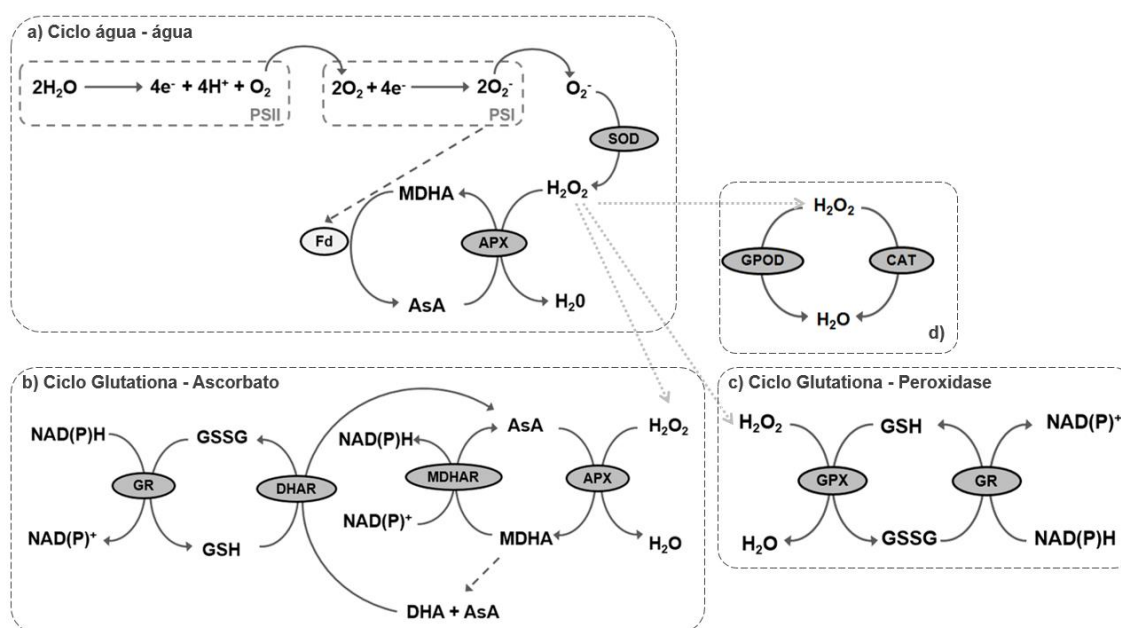 a) Ciclo água - água
2H₂O
4e⁻ + 4H⁺ + O₂
PSII
2O₂ + 4e⁻
2O₂⁻
PSI
O₂⁻
SOD
H₂O₂
MDHA
Fd
APX
AsA
H₂0
H₂O₂
GPOD
CAT
H₂O
d)
b) Ciclo Glutationa - Ascorbato
NAD(P)H
GSSG
GR
DHAR
NAD(P)⁺
GSH
AsA
NAD(P)H
H₂O₂
MDHAR
APX
NAD(P)⁺
MDHA
H₂O
DHA + AsA
c) Ciclo Glutationa - Peroxidase
H₂O₂
GSH
NAD(P)⁺
GPX
GR
H₂O
GSSG
NAD(P)H